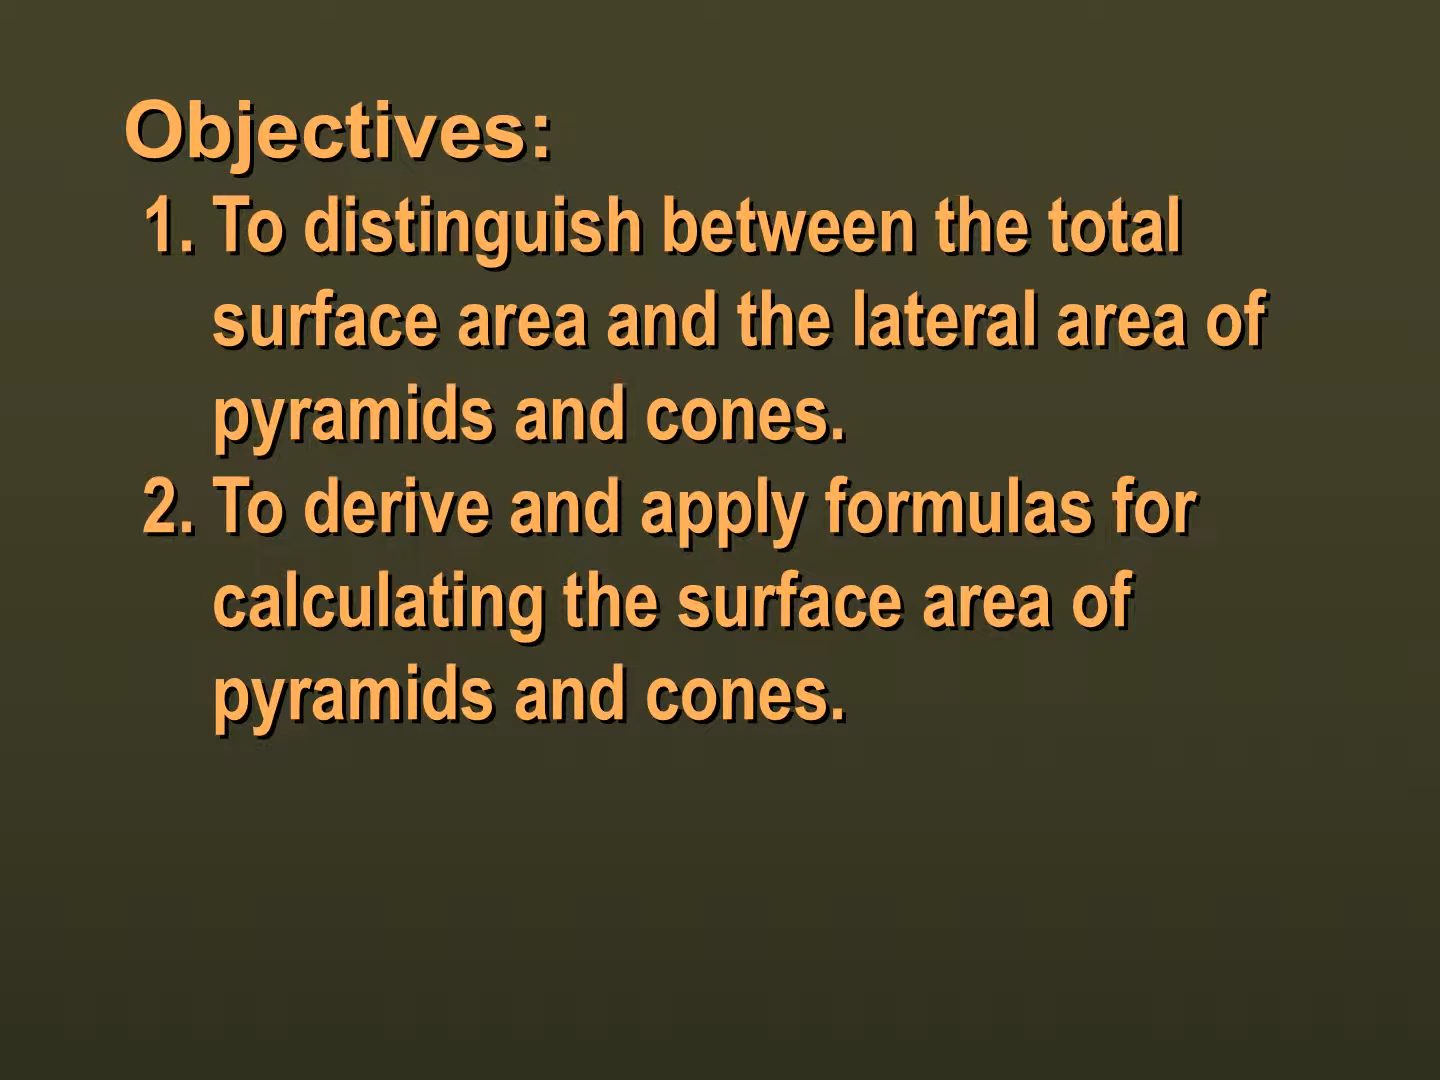 Objectives:
1. To distinguish between the total
surface area and the lateral area of
pyramids and cones.
2. To derive and apply formulas for
calculating the surface area of
pyramids and cones.